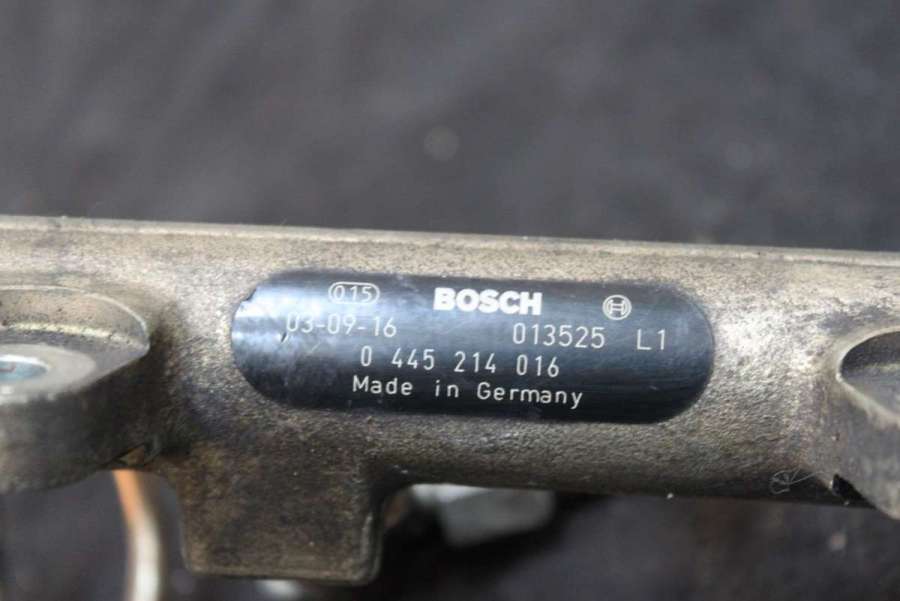 015 BOSCH
03-09-16 013525 L1
0 445 214 016
Made in Germany